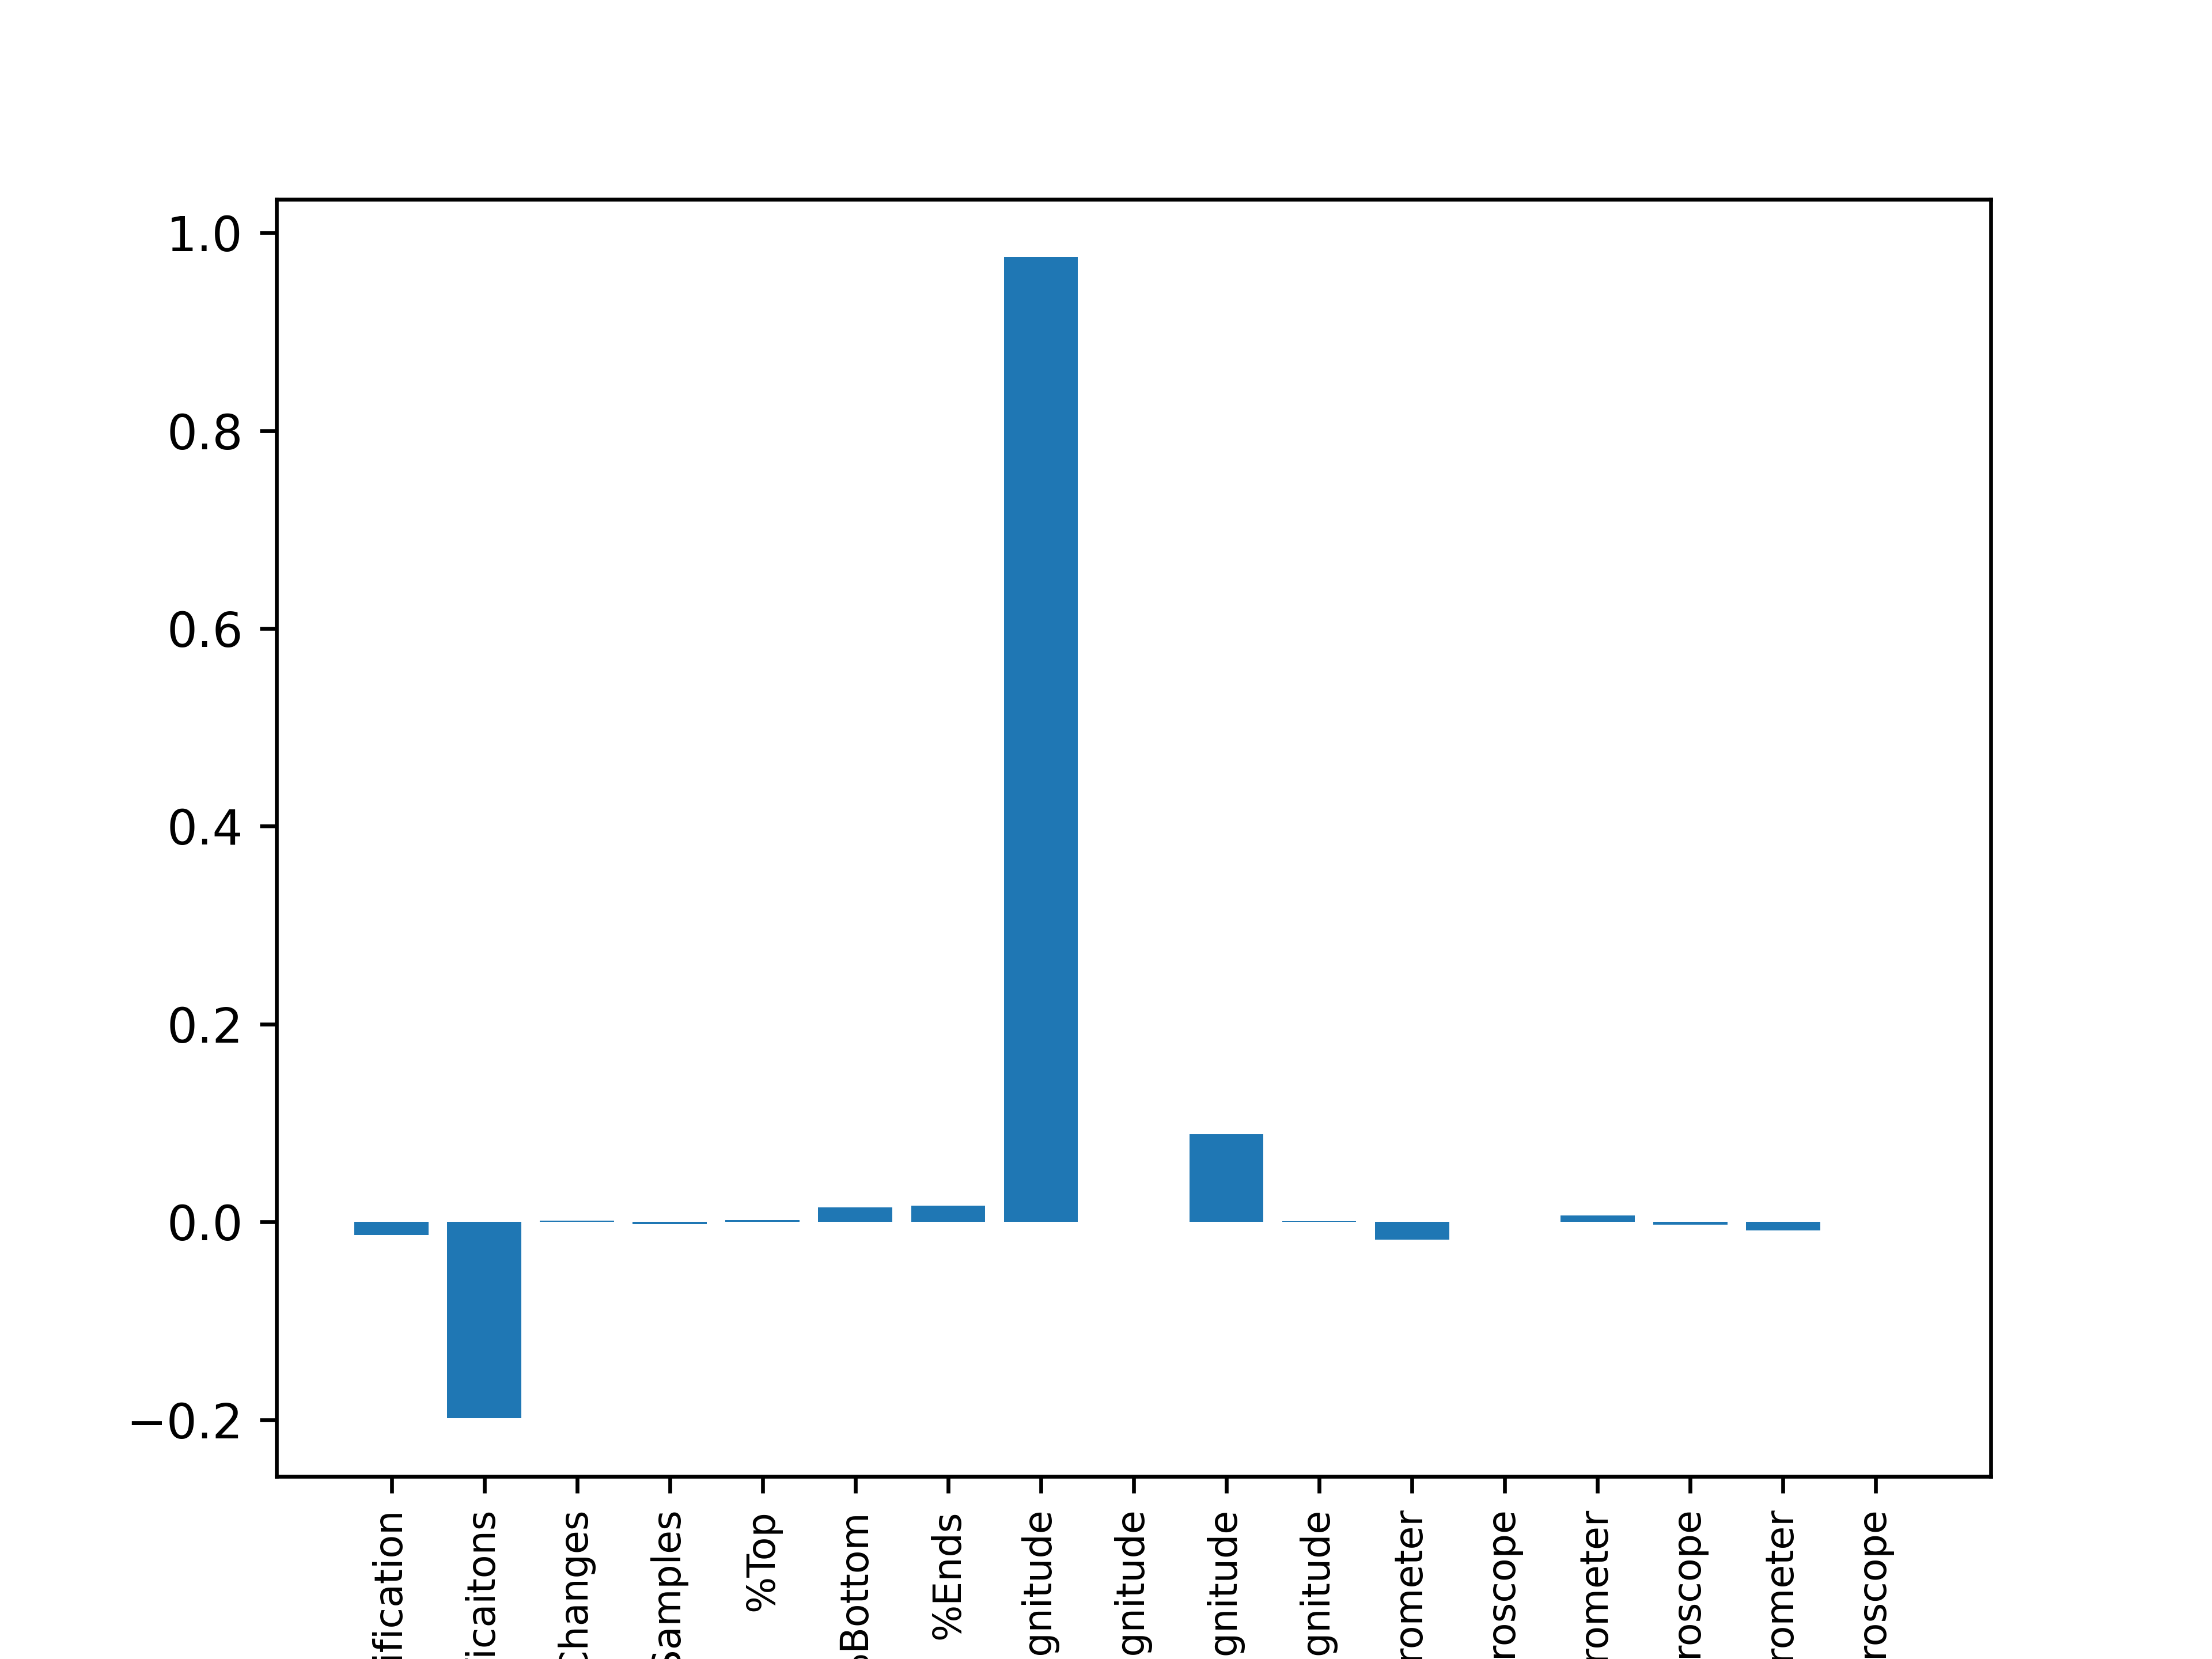 1.0
0.8
0.6
0.4
0.2
0.0
−0.2
ification
icaitons
Changes
Samples
%Top
%Bottom
%Ends
gnitude
gnitude
gnitude
gnitude
rometer
roscope
rometer
roscope
rometer
roscope